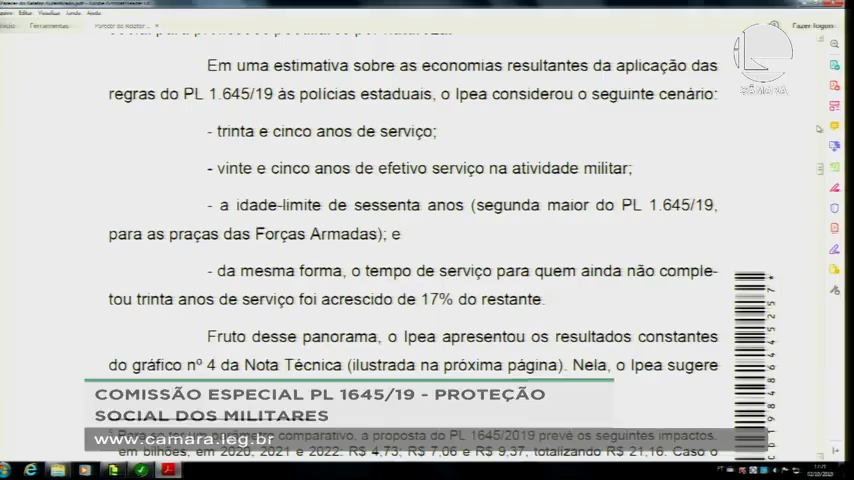 Ferramentas
Fazer logon
Em uma estimativa sobre as economias resultantes da aplicação das
regras do PL 1.645/19 às polícias estaduais, o Ipea considerou o seguinte cenário:
- trinta e cinco anos de serviço;
- vinte e cinco anos de efetivo serviço na atividade militar;
- a idade-limite de sessenta anos (segunda maior do PL 1.645/19,
para as praças das Forças Armadas); e
- da mesma forma, o tempo de serviço para quem ainda não comple-
tou trinta anos de serviço foi acrescido de 17% do restante.
Fruto desse panorama, o Ipea apresentou os resultados constantes
do gráfico nº 4 da Nota Técnica (ilustrada na próxima página). Nela, o Ipea sugere
COMISSÃO ESPECIAL PL 1645/19 - PROTEÇÃO
SOCIAL DOS MILITARES
www.camara.leg.br
Para se ter um parâmetro comparativo, a proposta do PL 1645/2019 prevê os seguintes impactos,
em bilhões, em 2020, 2021 e 2022: R$ 4,73; R$ 7,06 e R$ 9,37, totalizando R$ 21,16. Caso o
CÂMARA